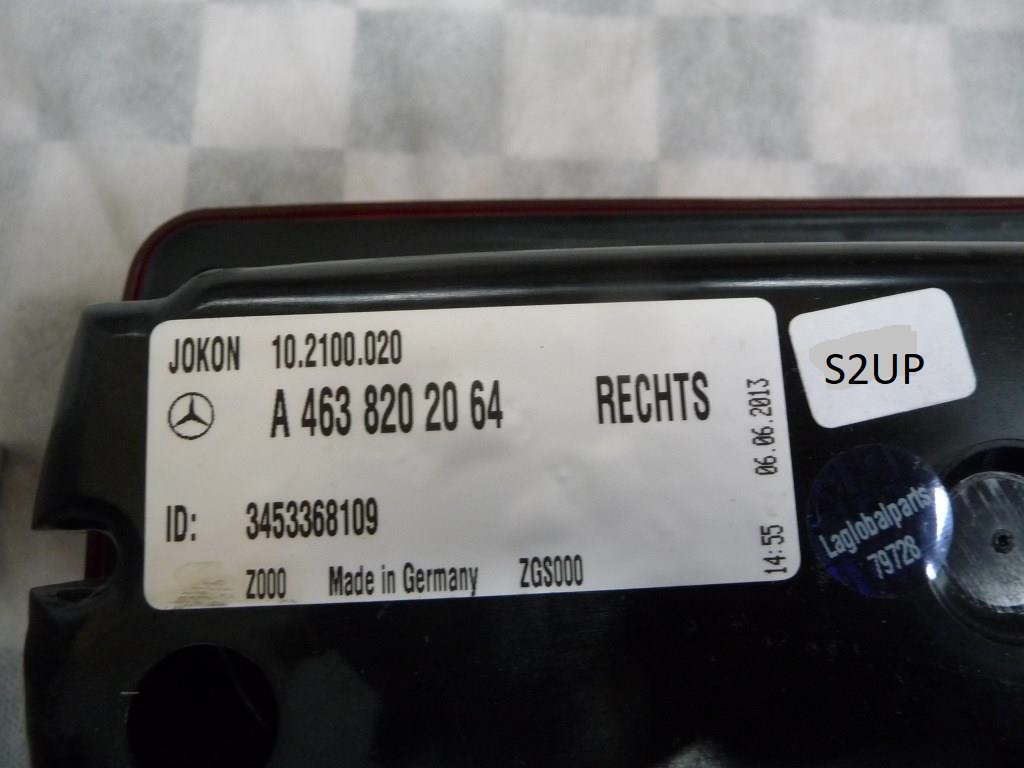 JOKON 10.2100.020
A 463 820 20 64 RECHTS
ID: 3453368109
Z000 Made in Germany ZGS000
14:55 06.06.2013
S2UP
Laglobalparts
79728